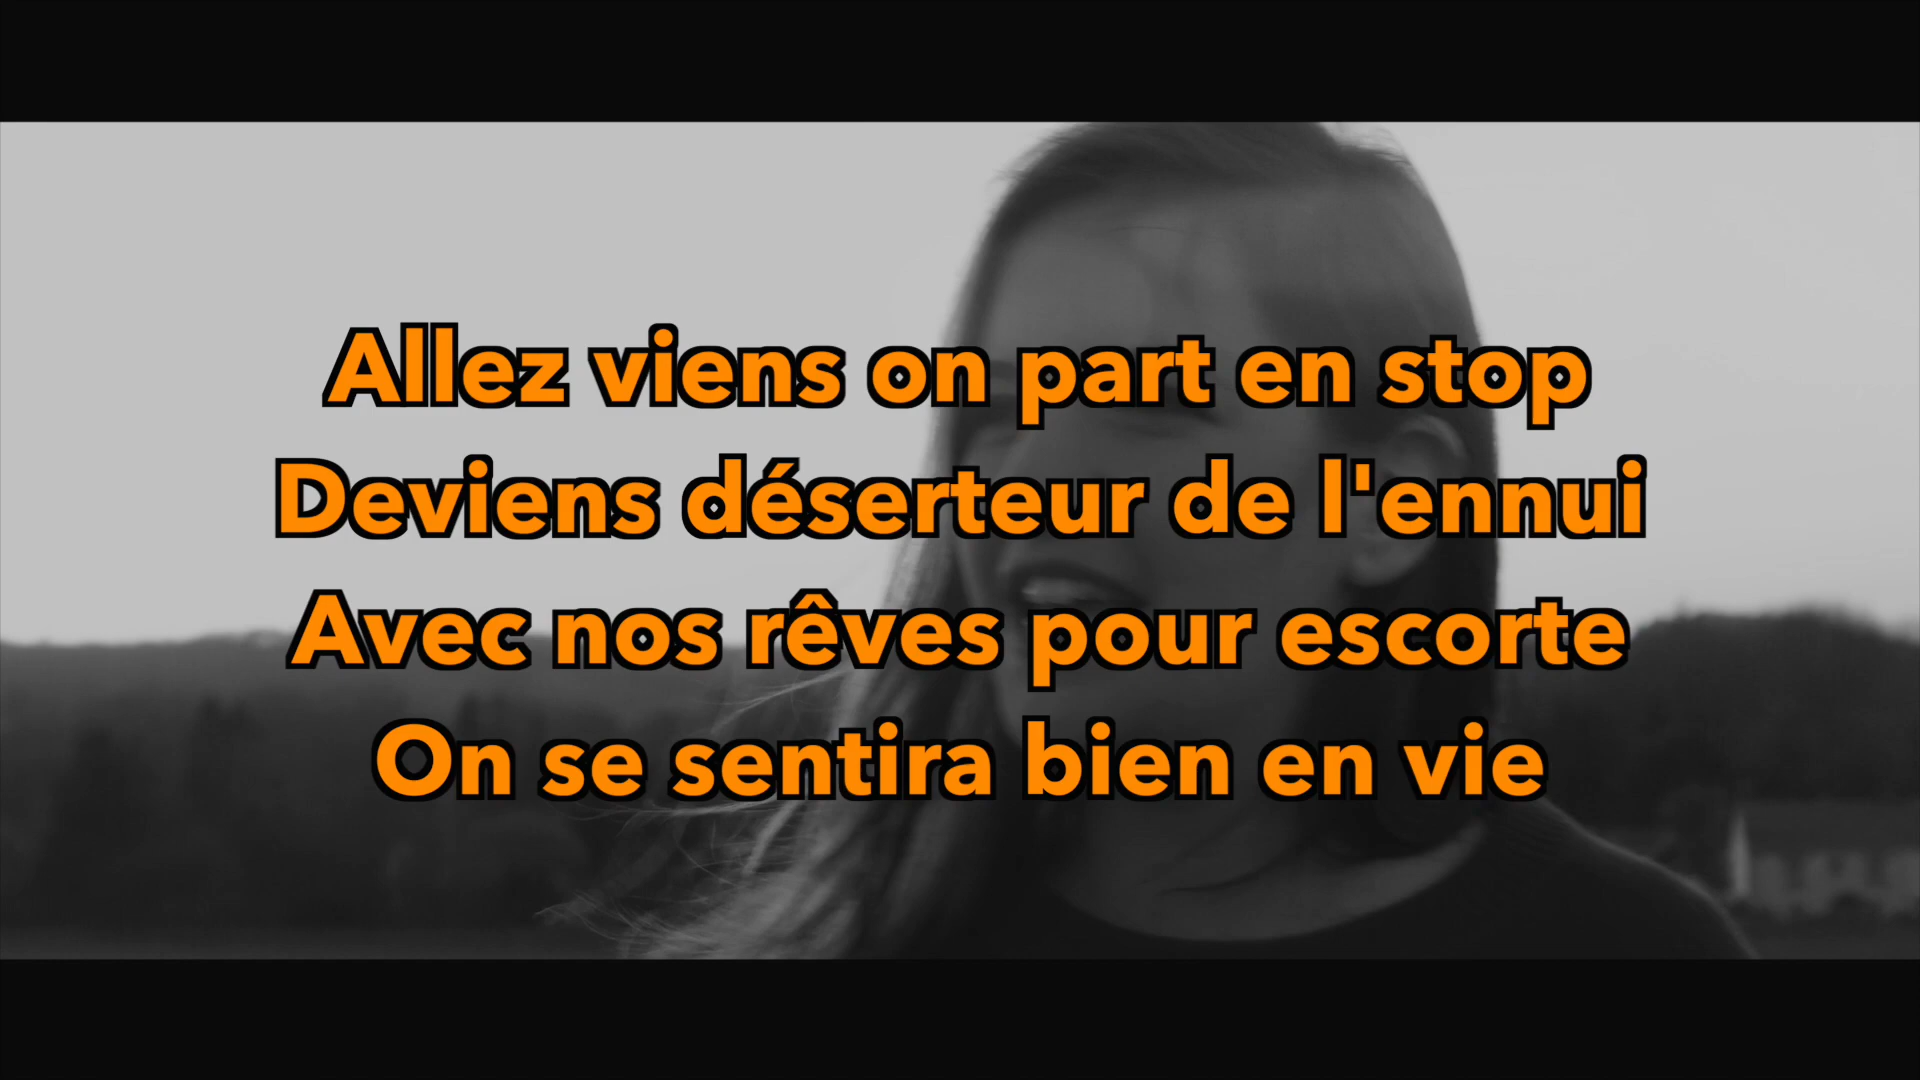 Allez viens on part en stop
Deviens déserteur de l'ennui
Avec nos rêves pour escorte
On se sentira bien en vie